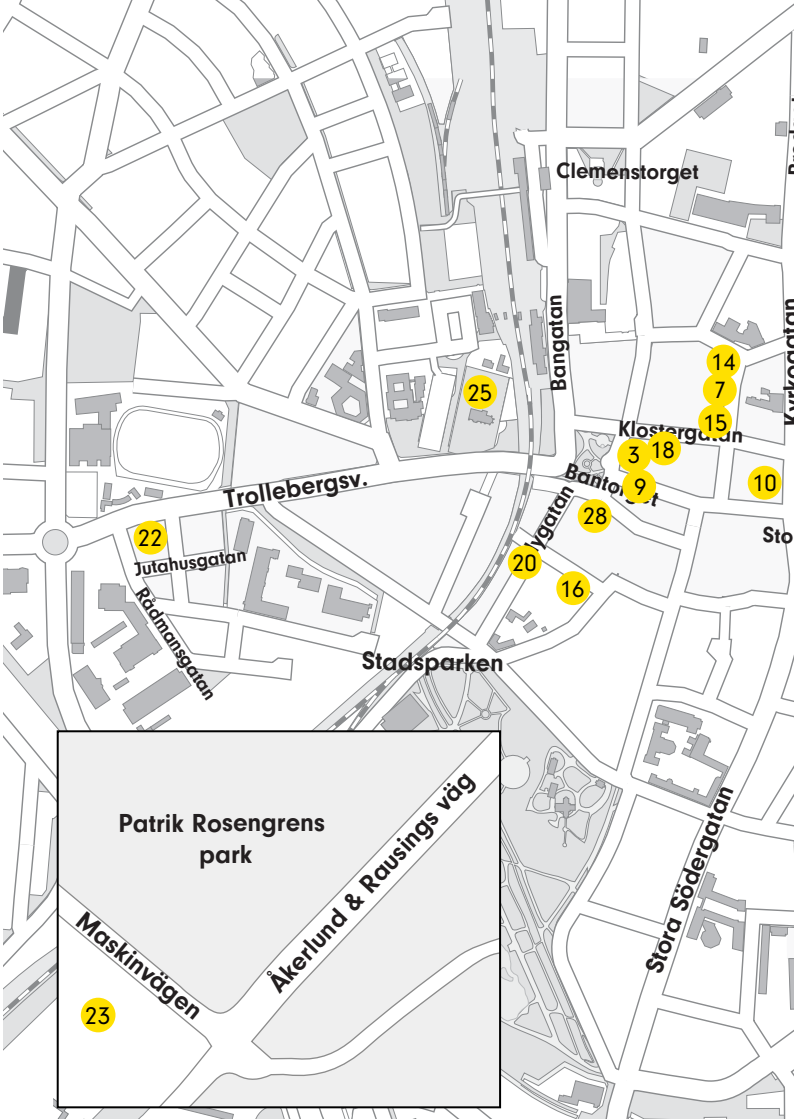 Clemenstorget
Bangatan
Kyrkogatan
14
7
25
15
Klostergatan
18
3
10
Bantorget
9
Trollebergsv.
28
Sto
22
20
16
Jutahusgatan
Rådmansgatan
Stadsparken
Patrik Rosengrens
park
Åkerlund & Rausings väg
Stora Södergatan
Maskinvägen
23